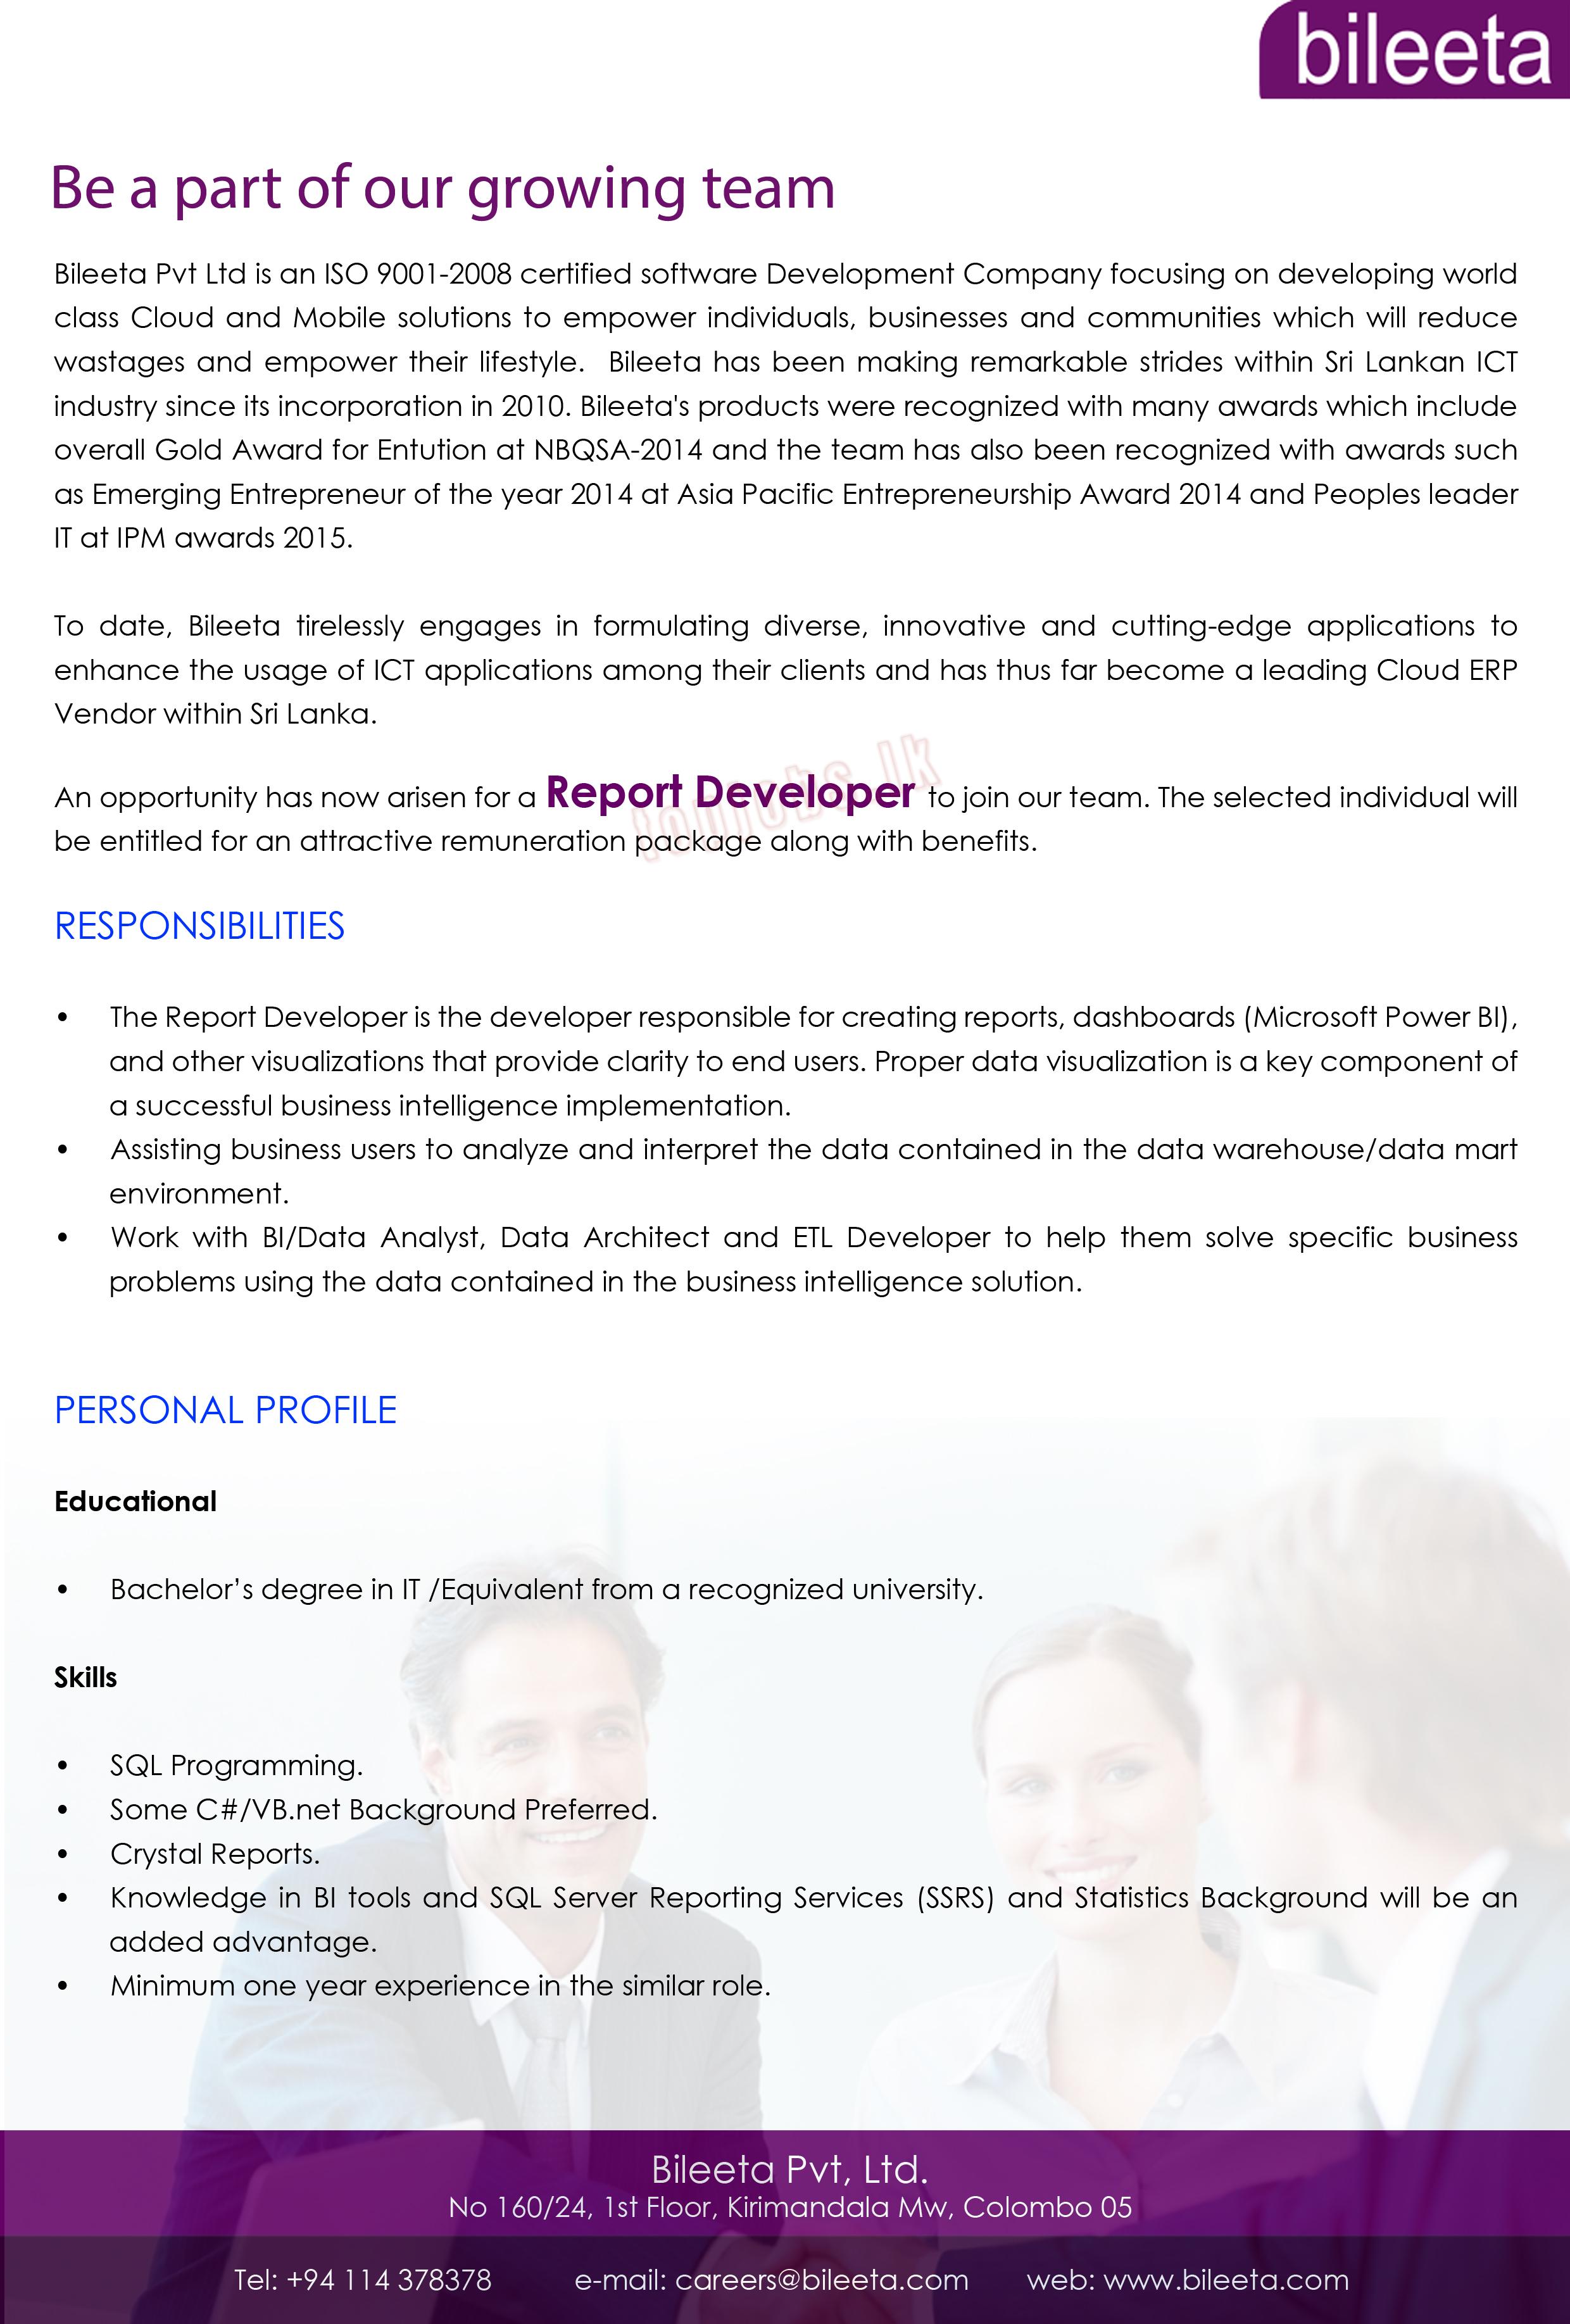 bileeta
Be a part of our growing team
Bileeta Pvt Ltd is an ISO 9001-2008 certified software Development Company focusing on developing world
class Cloud and Mobile solutions to empower individuals, businesses and communities which will reduce
wastages and empower their lifestyle.  Bileeta has been making remarkable strides within Sri Lankan ICT
industry since its incorporation in 2010. Bileeta's products were recognized with many awards which include
overall Gold Award for Entution at NBQSA-2014 and the team has also been recognized with awards such
as Emerging Entrepreneur of the year 2014 at Asia Pacific Entrepreneurship Award 2014 and Peoples leader
IT at IPM awards 2015.
To date, Bileeta tirelessly engages in formulating diverse, innovative and cutting-edge applications to
enhance the usage of ICT applications among their clients and has thus far become a leading Cloud ERP
Vendor within Sri Lanka.
An opportunity has now arisen for a Report Developer to join our team. The selected individual will
be entitled for an attractive remuneration package along with benefits.
RESPONSIBILITIES
• The Report Developer is the developer responsible for creating reports, dashboards (Microsoft Power BI),
and other visualizations that provide clarity to end users. Proper data visualization is a key component of
a successful business intelligence implementation.
• Assisting business users to analyze and interpret the data contained in the data warehouse/data mart
environment.
• Work with BI/Data Analyst, Data Architect and ETL Developer to help them solve specific business
problems using the data contained in the business intelligence solution.
PERSONAL PROFILE
Educational
• Bachelor’s degree in IT /Equivalent from a recognized university.
Skills
• SQL Programming.
• Some C#/VB.net Background Preferred.
• Crystal Reports.
• Knowledge in BI tools and SQL Server Reporting Services (SSRS) and Statistics Background will be an
added advantage.
• Minimum one year experience in the similar role.
Bileeta Pvt, Ltd.
No 160/24, 1st Floor, Kirimandala Mw, Colombo 05
Tel: +94 114 378378 e-mail: careers@bileeta.com web: www.bileeta.com